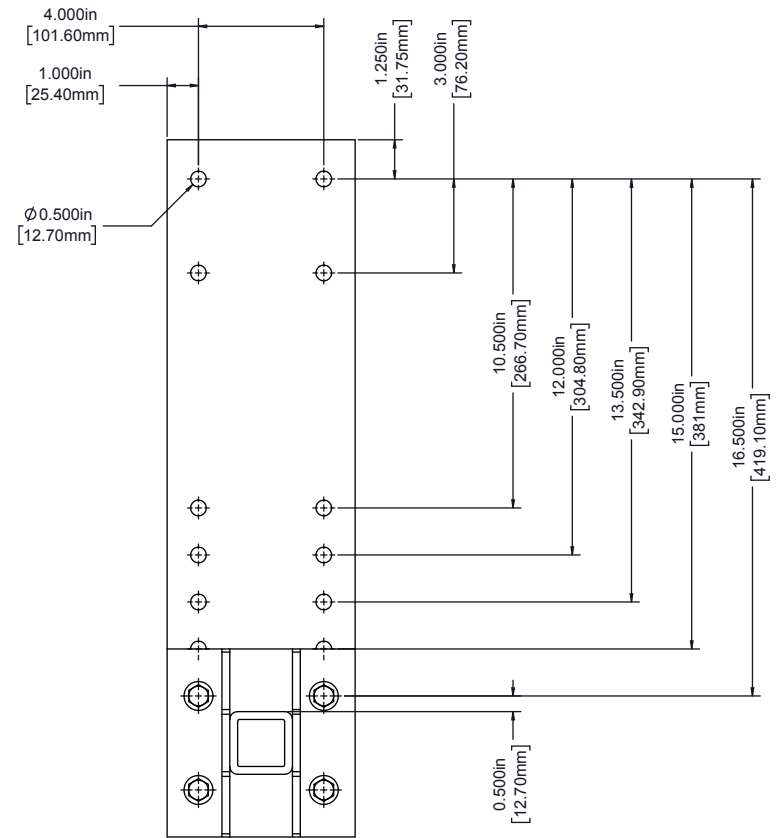 4.000in
[101.60mm]
1.000in
[25.40mm]
1.250in
[31.75mm]
3.000in
[76.20mm]
Ø0.500in
[12.70mm]
10.500in
[266.70mm]
12.000in
[304.80mm]
13.500in
[342.90mm]
15.000in
[381mm]
16.500in
[419.10mm]
0.500in
[12.70mm]